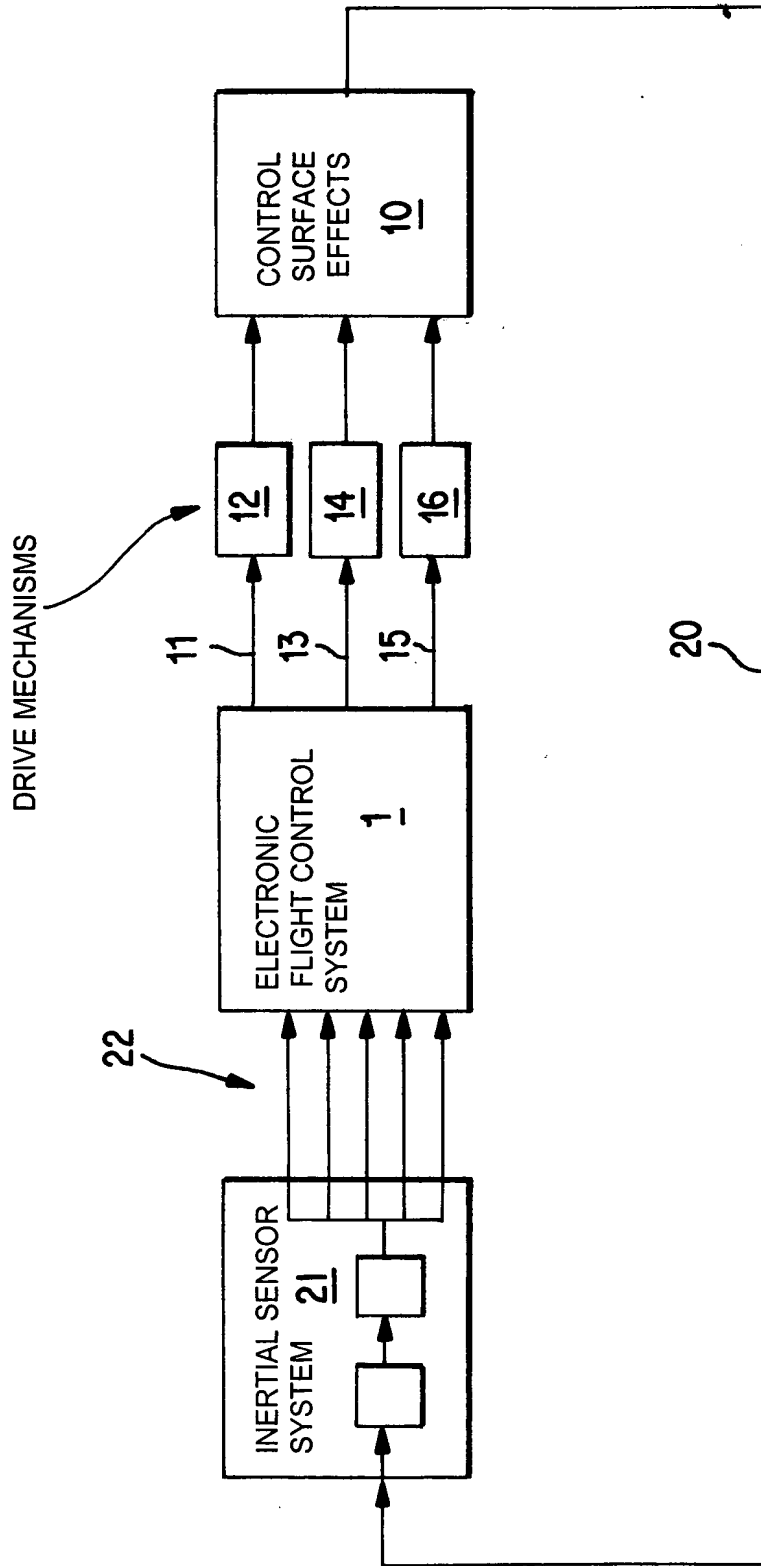 DRIVE MECHANISMS
INERTIAL SENSOR
SYSTEM
21
22
ELECTRONIC
FLIGHT CONTROL
SYSTEM
1
11
13
15
12
14
16
CONTROL
SURFACE
EFFECTS
10
20